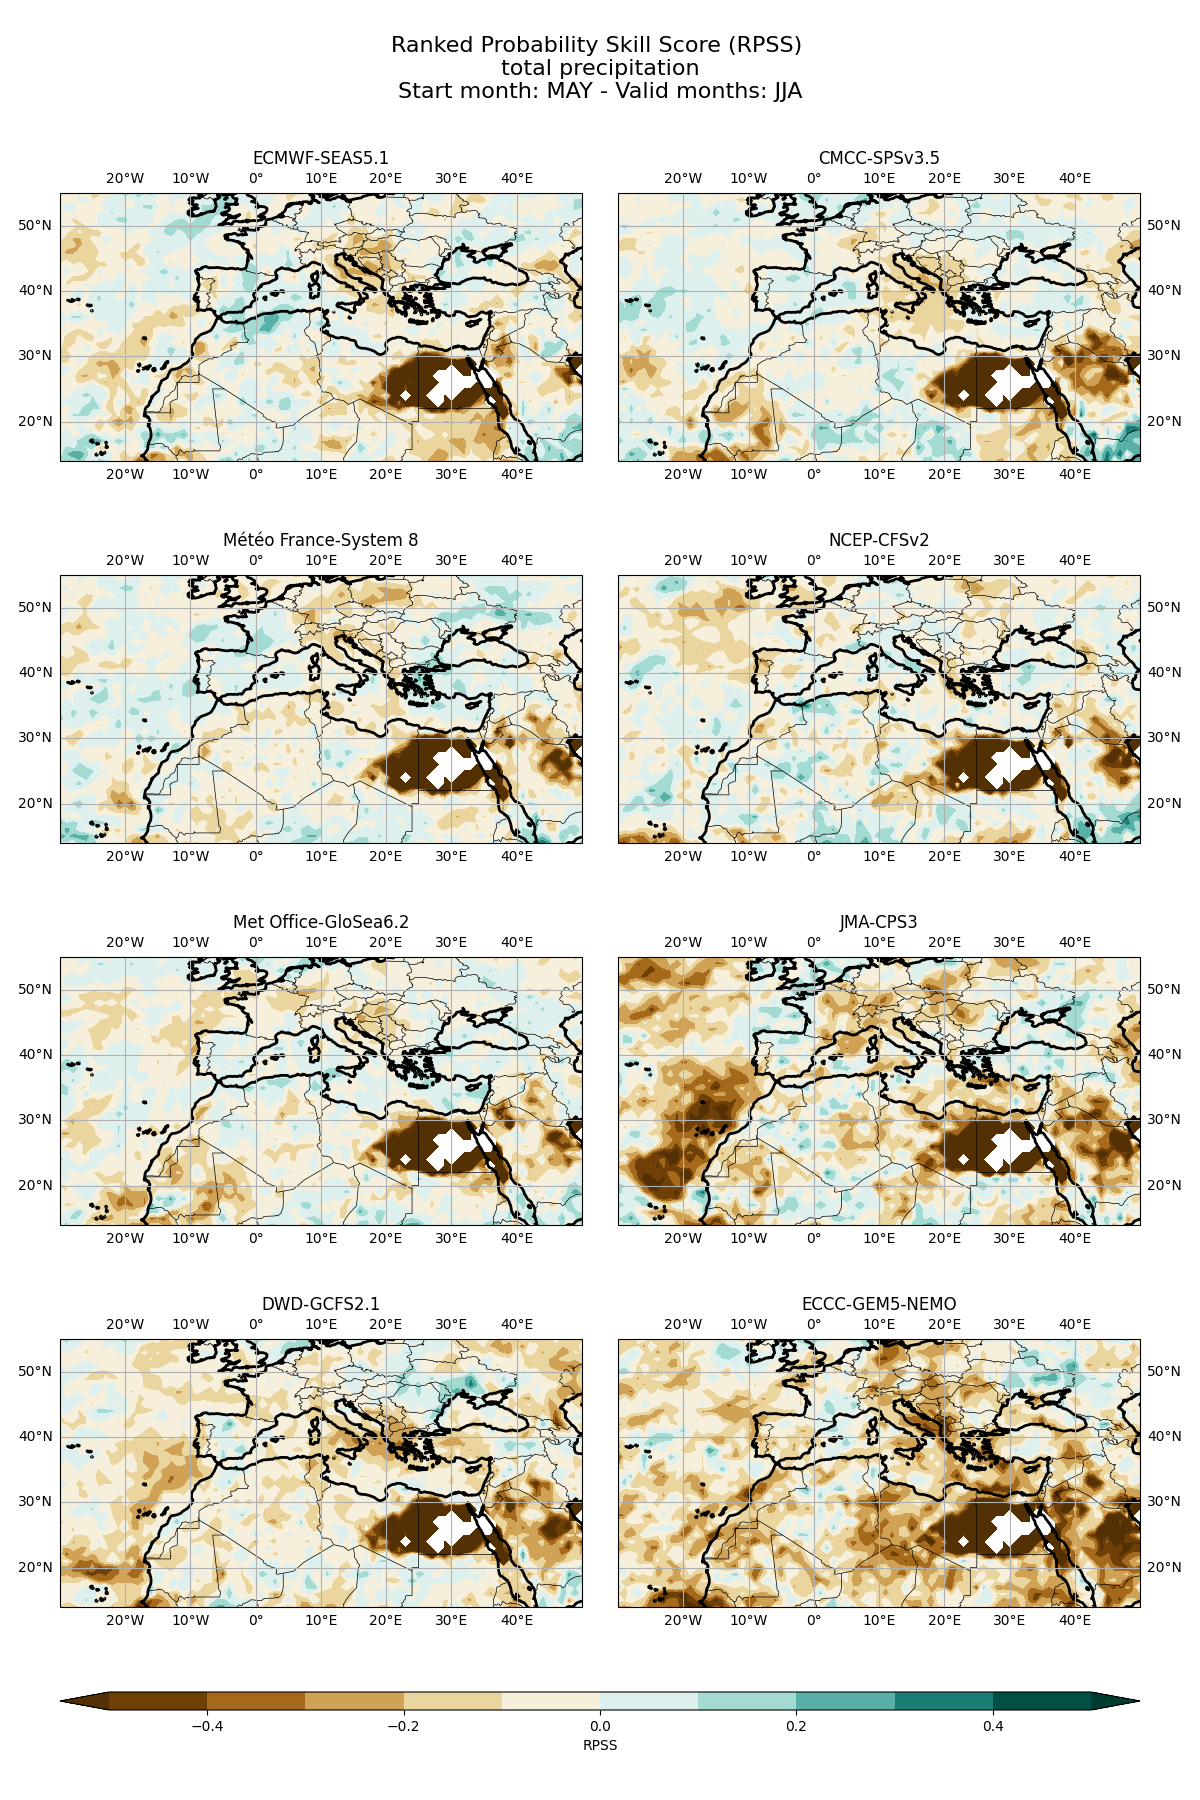 Ranked Probability Skill Score (RPSS)
total precipitation
Start month: MAY - Valid months: JJA
ECMWF-SEAS5.1
20°W 10°W 0° 10°E 20°E 30°E 40°E
50°N
40°N
30°N
20°N
20°W 10°W 0° 10°E 20°E 30°E 40°E
CMCC-SPSv3.5
20°W 10°W 0° 10°E 20°E 30°E 40°E
50°N
40°N
30°N
20°N
20°W 10°W 0° 10°E 20°E 30°E 40°E
Météo France-System 8
20°W 10°W 0° 10°E 20°E 30°E 40°E
50°N
40°N
30°N
20°N
20°W 10°W 0° 10°E 20°E 30°E 40°E
NCEP-CFSv2
20°W 10°W 0° 10°E 20°E 30°E 40°E
50°N
40°N
30°N
20°N
20°W 10°W 0° 10°E 20°E 30°E 40°E
Met Office-GloSea6.2
20°W 10°W 0° 10°E 20°E 30°E 40°E
50°N
40°N
30°N
20°N
20°W 10°W 0° 10°E 20°E 30°E 40°E
JMA-CPS3
20°W 10°W 0° 10°E 20°E 30°E 40°E
50°N
40°N
30°N
20°N
20°W 10°W 0° 10°E 20°E 30°E 40°E
DWD-GCFS2.1
20°W 10°W 0° 10°E 20°E 30°E 40°E
50°N
40°N
30°N
20°N
20°W 10°W 0° 10°E 20°E 30°E 40°E
ECCC-GEM5-NEMO
20°W 10°W 0° 10°E 20°E 30°E 40°E
50°N
40°N
30°N
20°N
20°W 10°W 0° 10°E 20°E 30°E 40°E
−0.4 −0.2 0.0 0.2 0.4
RPSS